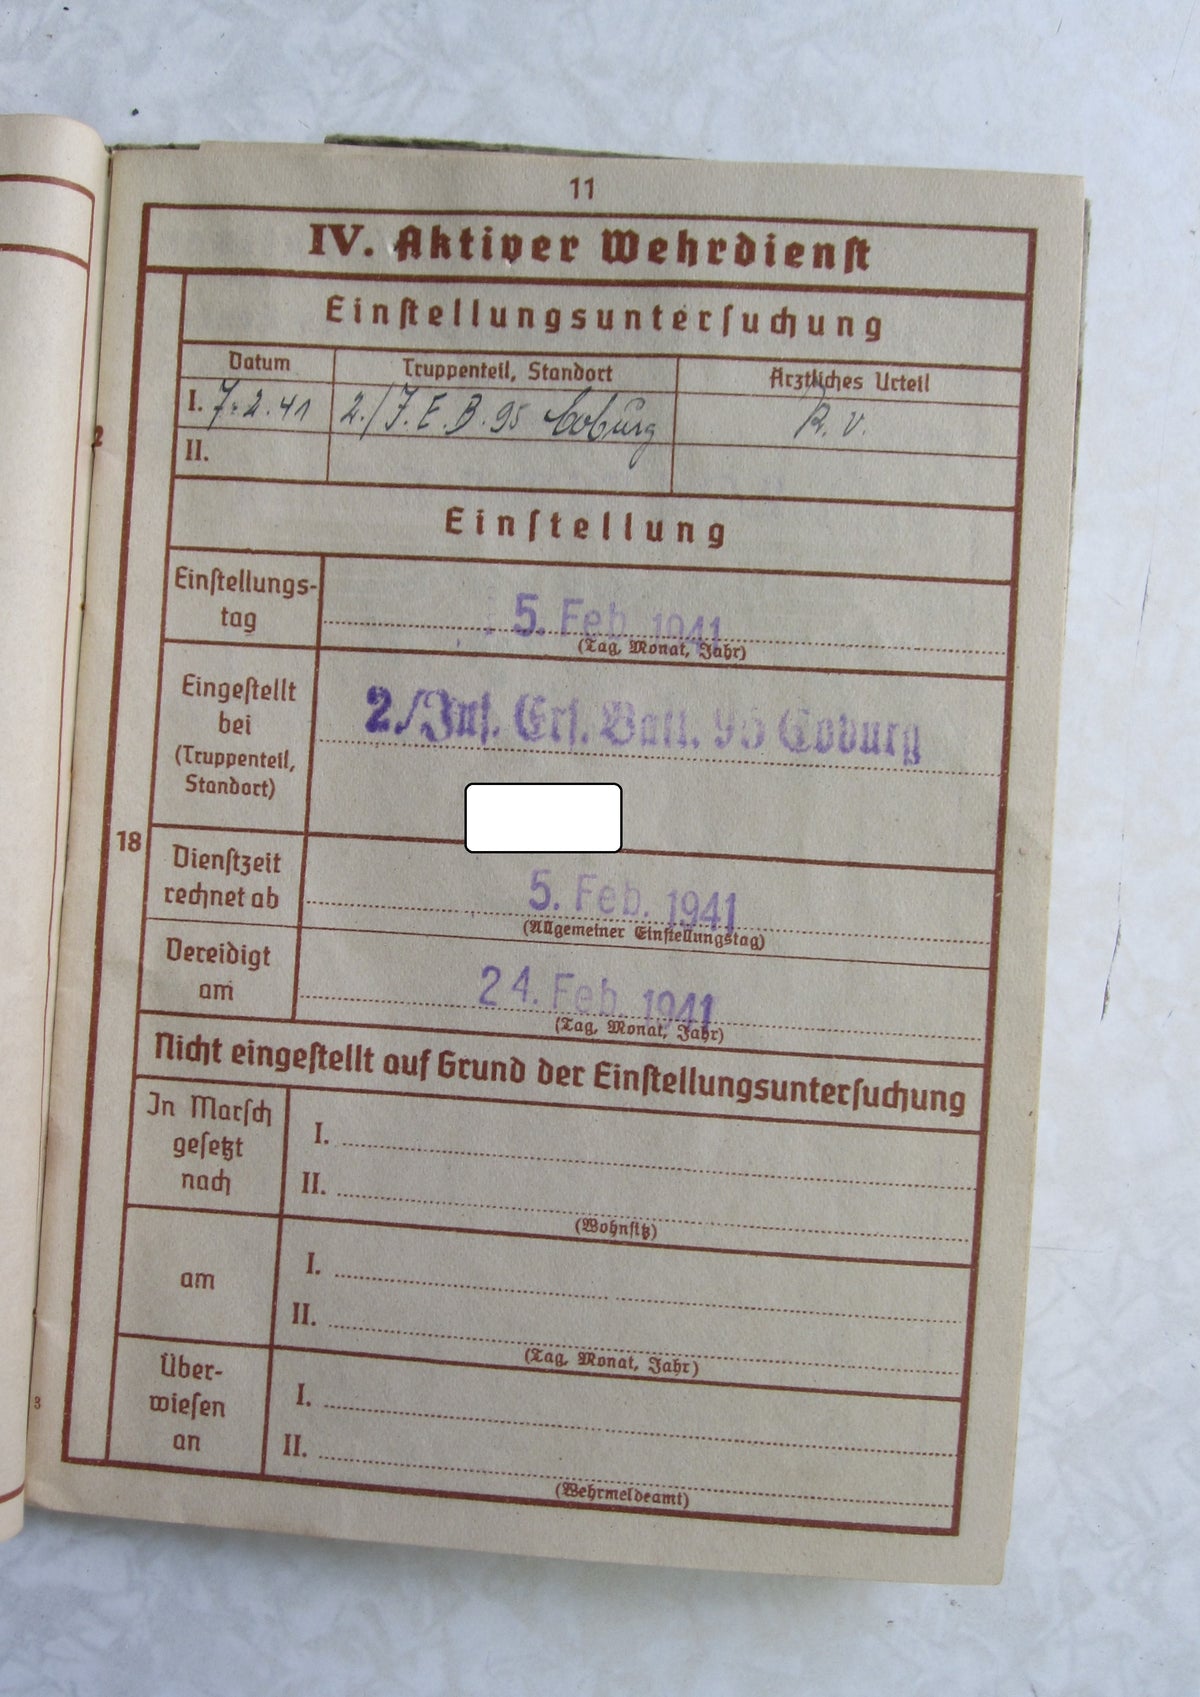 11
IV. Aktiver Wehrdienst
Einſtellungsunterſuchung
Datum Truppenteil, Standort Ärztliches Urteil
I. 7.2.41 2./J.E.B. 95 Coburg R. V.
2
II.
Einſtellung
Einſtellungs-
tag
5. Feb. 1941
(Tag, Monat, Jahr)
Eingeſtellt
bei
(Truppenteil,
Standort)
2./Inf. Erſ. Batl. 95 Coburg
18
Dienſtzeit
rechnet ab
5. Feb. 1941
(Allgemeiner Einſtellungstag)
Vereidigt
am
24. Feb. 1941
(Tag, Monat, Jahr)
Nicht eingeſtellt auf Grund der Einſtellungsunterſuchung
In Marſch
geſetzt
nach
I.
II.
(Wohnſitz)
am
I.
II.
(Tag, Monat, Jahr)
Über-
wieſen
an
I.
II.
(Wehrmeldeamt)
3